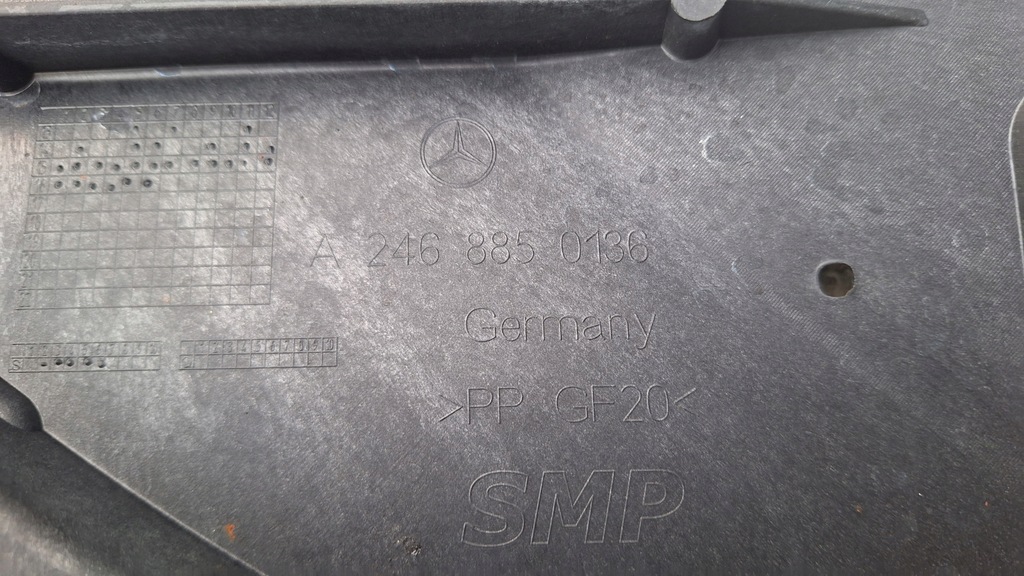 A 246 885 0136
Germany
>PP GF20<
SMP